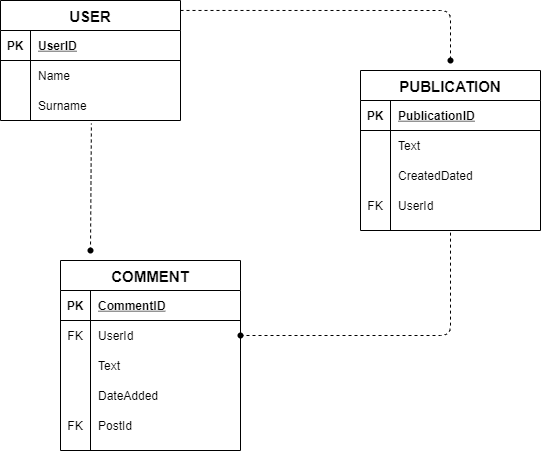 USER
PK UserID
Name
Surname
PUBLICATION
PK PublicationID
Text
CreatedDated
FK UserId
COMMENT
PK CommentID
FK UserId
Text
DateAdded
FK PostId